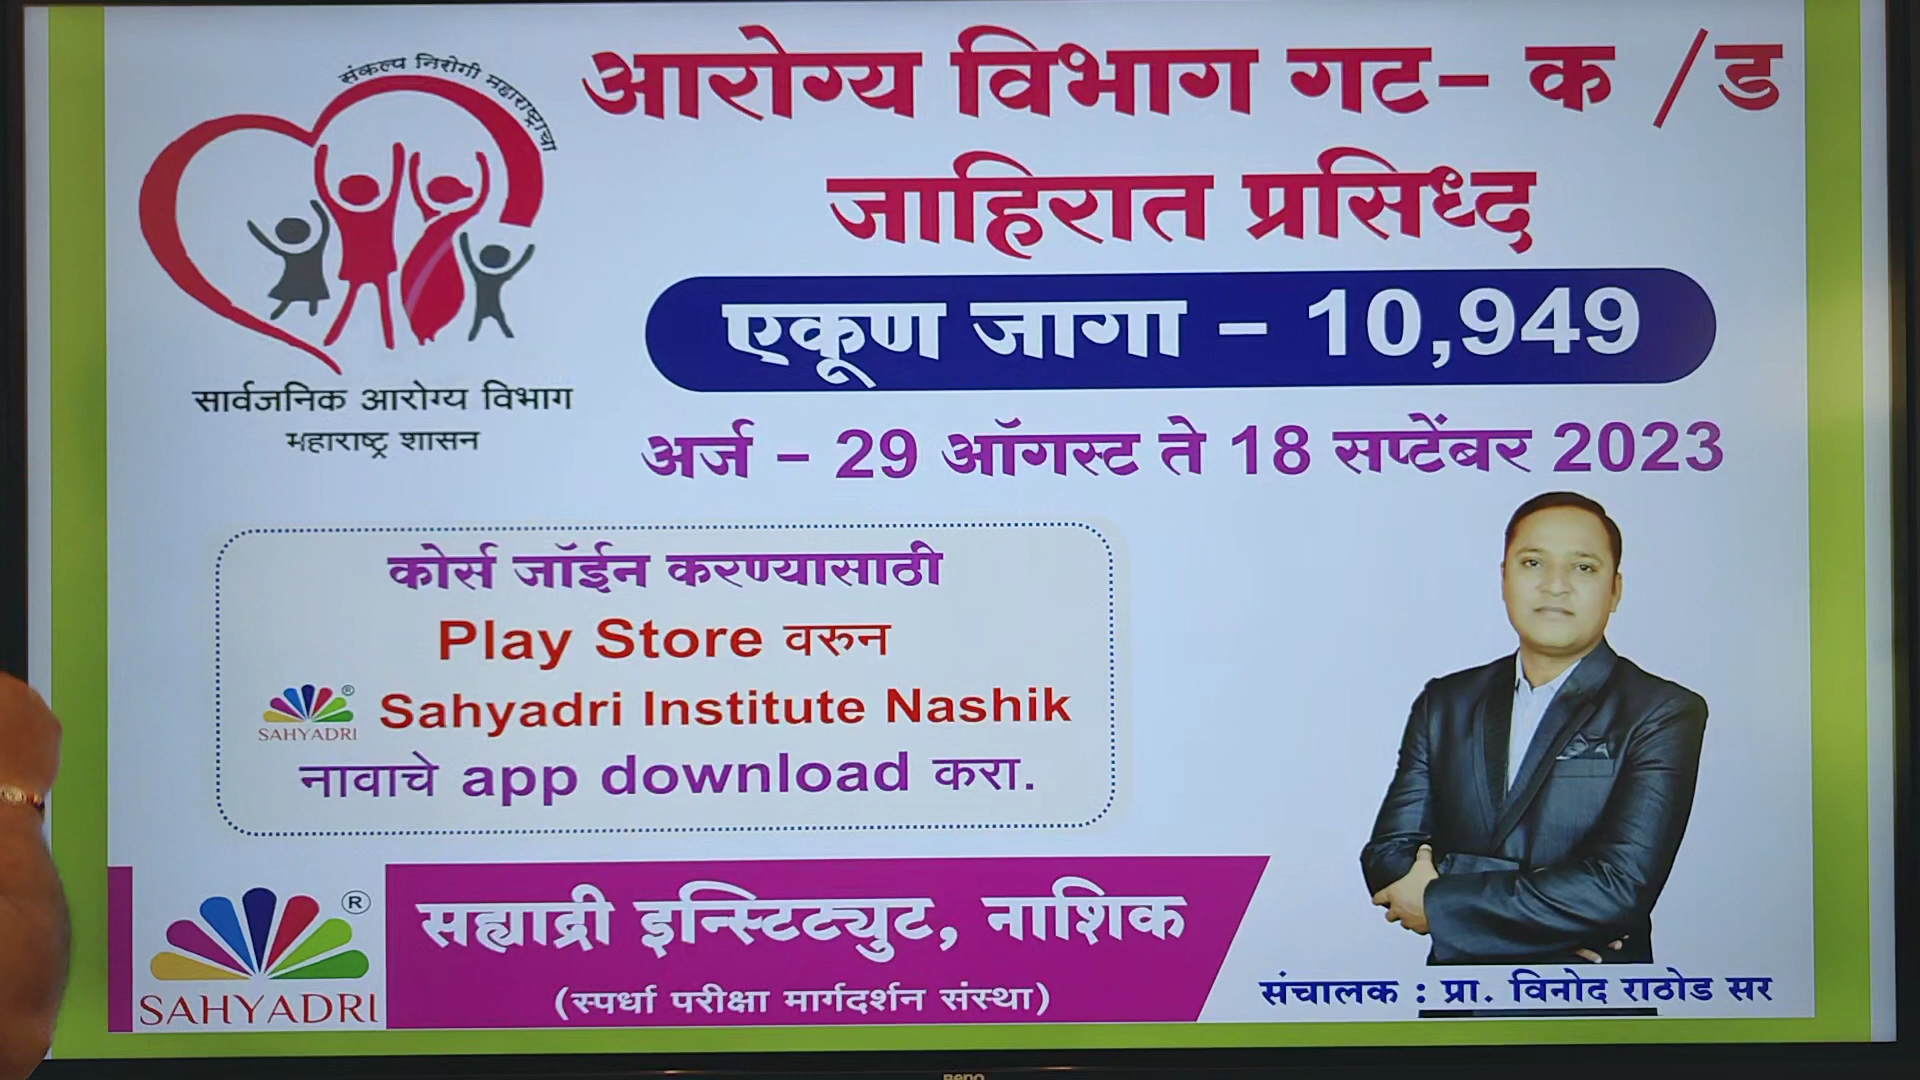 संकल्प निरोगी महाराष्ट्राचा
आरोग्य विभाग गट- क /ड
जाहिरात प्रसिध्द
एकूण जागा – 10,949
सार्वजनिक आरोग्य विभाग
महाराष्ट्र शासन
अर्ज – 29 ऑगस्ट ते 18 सप्टेंबर 2023
कोर्स जॉईन करण्यासाठी
Play Store वरुन
SAHYADRI ® Sahyadri Institute Nashik
नावाचे app download करा.
®
SAHYADRI
सह्याद्री इन्स्टिट्युट, नाशिक
(स्पर्धा परीक्षा मार्गदर्शन संस्था)
संचालक : प्रा. विनोद राठोड सर
BenQ